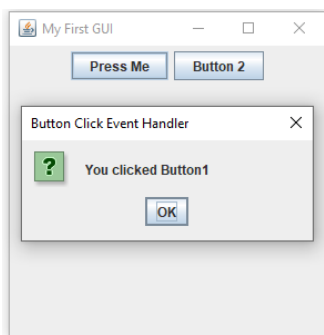 My First GUI
Press Me Button 2
Button Click Event Handler
You clicked Button1
OK